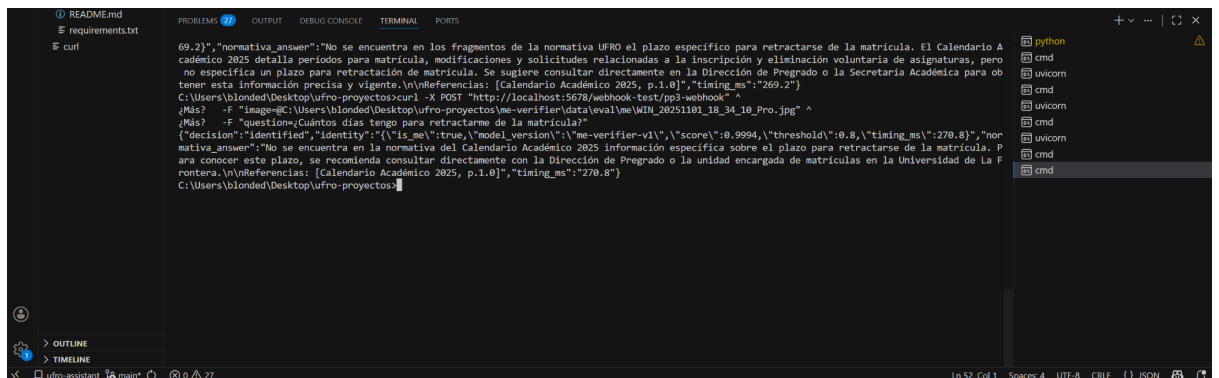 README.md
requirements.txt
curl
PROBLEMS 27 OUTPUT DEBUG CONSOLE TERMINAL PORTS
69.2}","normativa_answer":"No se encuentra en los fragmentos de la normativa UFRO el plazo específico para retractarse de la matrícula. El Calendario A
cadémico 2025 detalla períodos para matrícula, modificaciones y solicitudes relacionadas a la inscripción y eliminación voluntaria de asignaturas, pero
no especifica un plazo para retractación de matrícula. Se sugiere consultar directamente en la Dirección de Pregrado o la Secretaría Académica para ob
tener esta información precisa y vigente.\n\nReferencias: [Calendario Académico 2025, p.1.0]","timing_ms":"269.2"}
C:\Users\blonded\Desktop\ufro-proyectos>curl -X POST "http://localhost:5678/webhook-test/pp3-webhook" ^
¿Más? -F "image=@C:\Users\blonded\Desktop\ufro-proyectos\me-verifier\data\eval\me\WIN_20251101_18_34_10_Pro.jpg" ^
¿Más? -F "question=¿Cuántos días tengo para retractarme de la matrícula?"
{"decision":"identified","identity":"{\"is_me\":true,\"model_version\":\"me-verifier-v1\",\"score\":0.9994,\"threshold\":0.8,\"timing_ms\":270.8}","nor
mativa_answer":"No se encuentra en la normativa del Calendario Académico 2025 información específica sobre el plazo para retractarse de la matrícula. P
ara conocer este plazo, se recomienda consultar directamente con la Dirección de Pregrado o la unidad encargada de matrículas en la Universidad de La F
rontera.\n\nReferencias: [Calendario Académico 2025, p.1.0]","timing_ms":"270.8"}
C:\Users\blonded\Desktop\ufro-proyectos>
python
cmd
uvicorn
cmd
uvicorn
cmd
uvicorn
cmd
cmd
OUTLINE
TIMELINE
1
ufro-assistant main* 0 27 Ln 52, Col 1 Spaces: 4 UTF-8 CRLF {} JSON